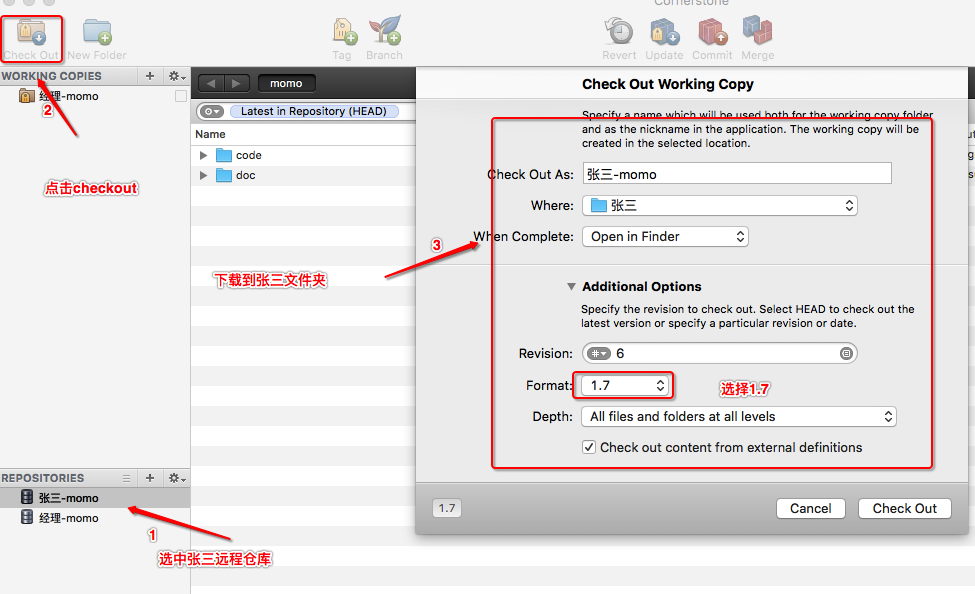 Cornerstone
Check Out
New Folder
Tag
Branch
Revert
Update
Commit
Merge
WORKING COPIES
经理-momo
2
点击checkout
momo
Latest in Repository (HEAD)
Name
code
doc
3
下载到张三文件夹
Check Out Working Copy
Specify a name which will be used both for the working copy folder
and as the nickname in the application. The working copy will be
created in the selected location.
Check Out As: 张三-momo
Where: 张三
When Complete: Open in Finder
Additional Options
Specify the revision to check out. Select HEAD to check out the
latest version or specify a particular revision or date.
Revision: # 6
Format: 1.7
选择1.7
Depth: All files and folders at all levels
Check out content from external definitions
1.7
Cancel
Check Out
REPOSITORIES
张三-momo
经理-momo
1
选中张三远程仓库